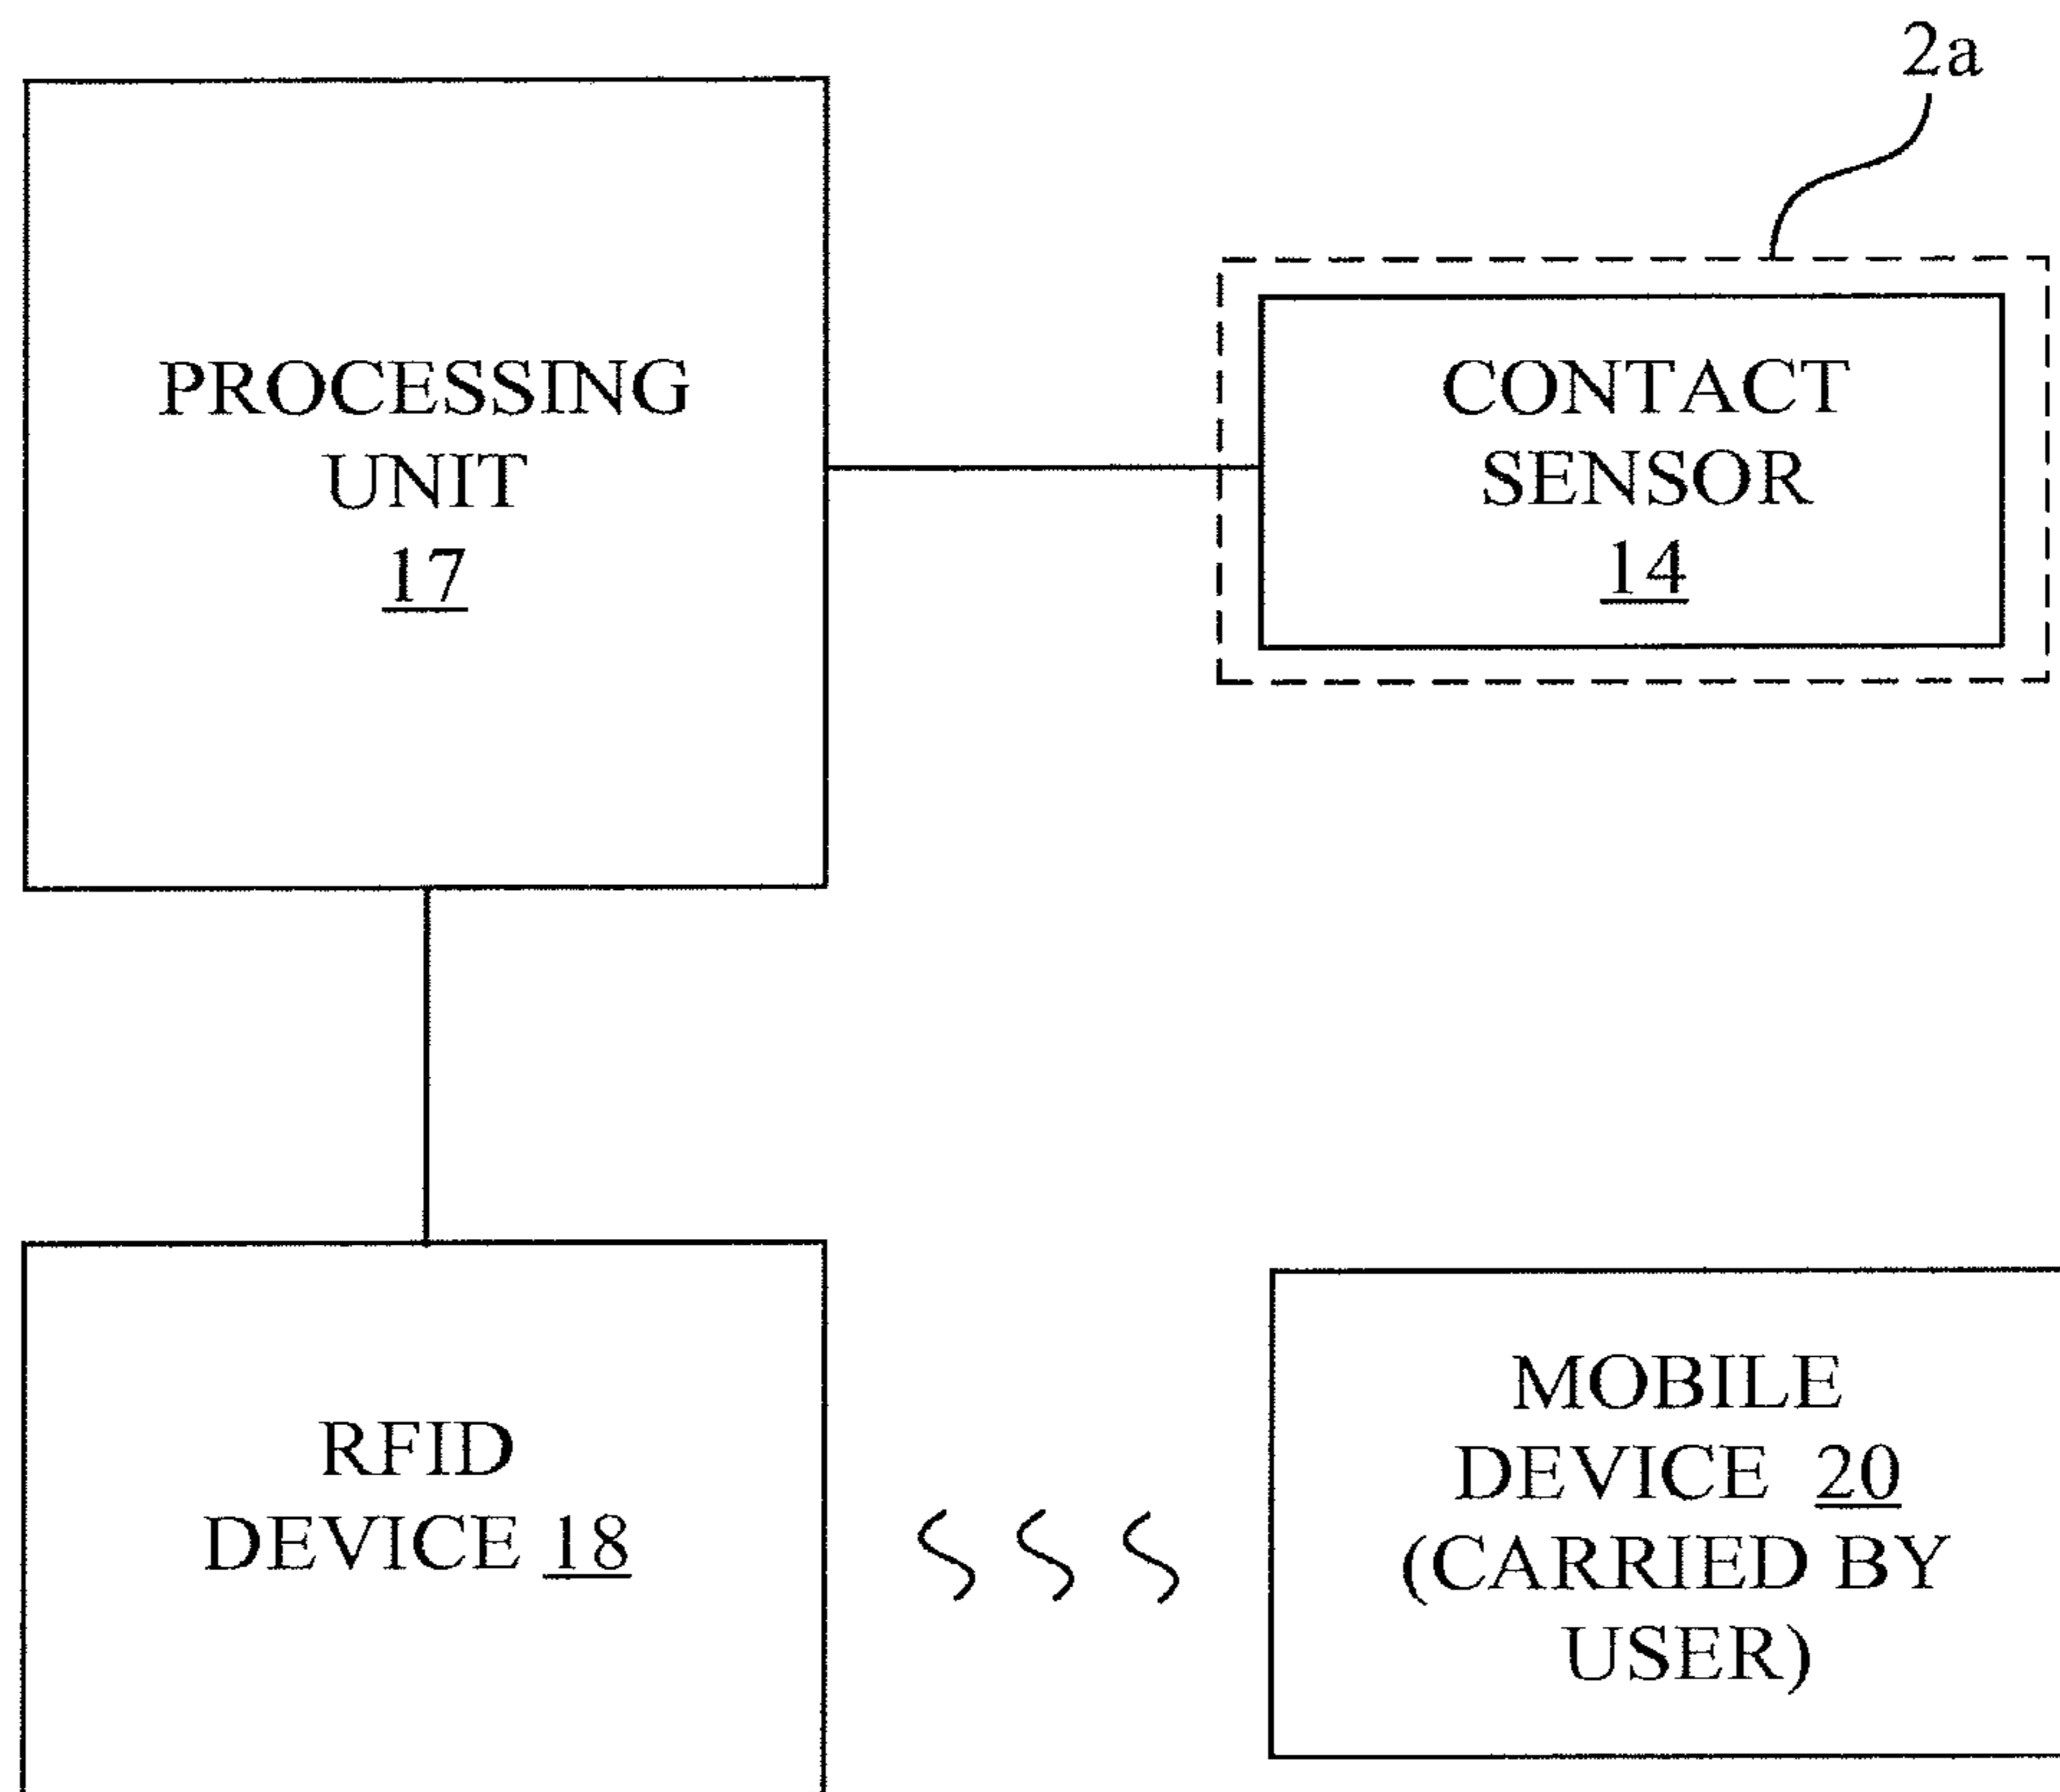 2a
PROCESSING
UNIT
17
CONTACT
SENSOR
14
RFID
DEVICE 18
MOBILE
DEVICE 20
(CARRIED BY
USER)